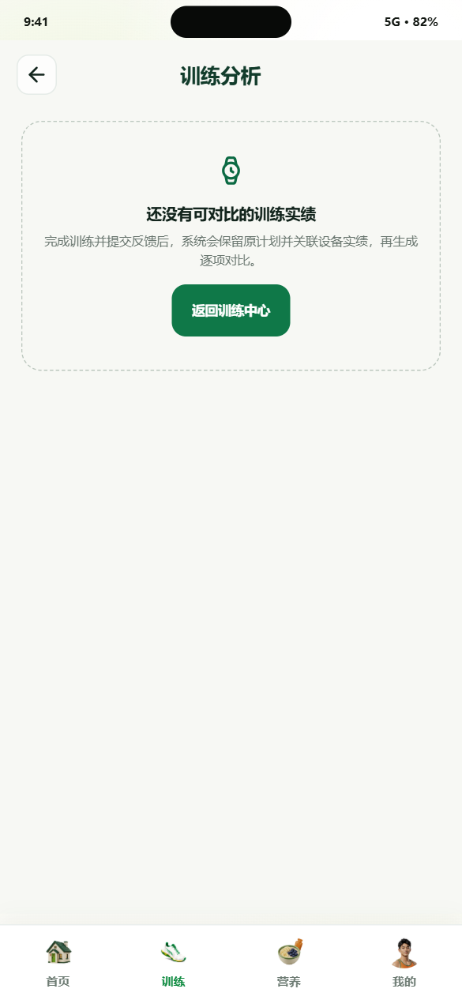 9:41
5G • 82%
训练分析
还没有可对比的训练实绩
完成训练并提交反馈后，系统会保留原计划并关联设备实绩，再生成
逐项对比。
返回训练中心
首页
训练
营养
我的